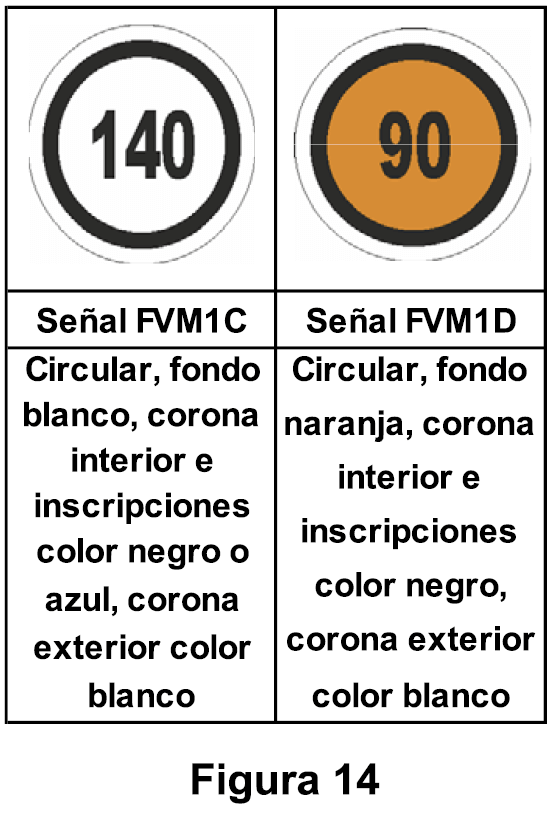 140
90
Señal FVM1C
Señal FVM1D
Circular, fondo
blanco, corona
interior e
inscripciones
color negro o
azul, corona
exterior color
blanco
Circular, fondo
naranja, corona
interior e
inscripciones
color negro,
corona exterior
color blanco
Figura 14